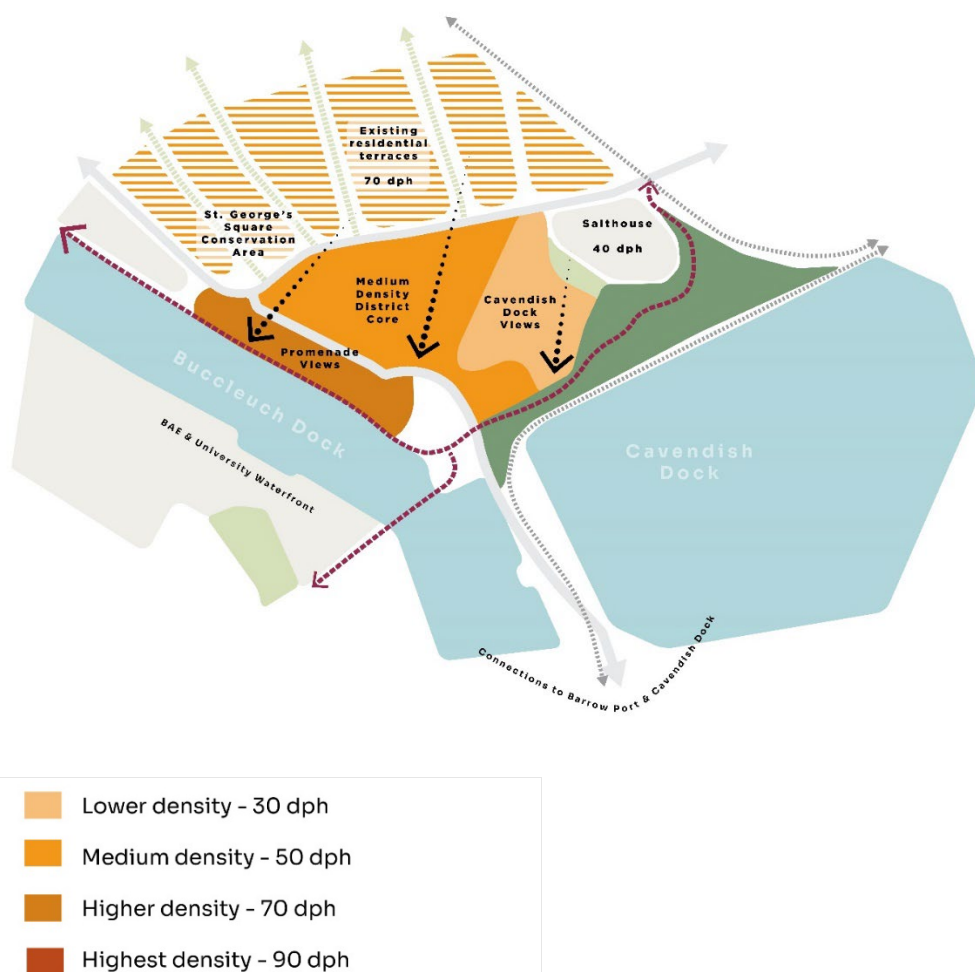 Existing
residential
terraces
70 dph
St. George's
Square
Conservation
Area
Salthouse
40 dph
Medium
Density
District
Core
Cavendish
Dock
Views
Promenade
Views
Buccleuch Dock
BAE & University Waterfront
Cavendish
Dock
Connections to Barrow Port & Cavendish Dock
Lower density - 30 dph
Medium density - 50 dph
Higher density - 70 dph
Highest density - 90 dph